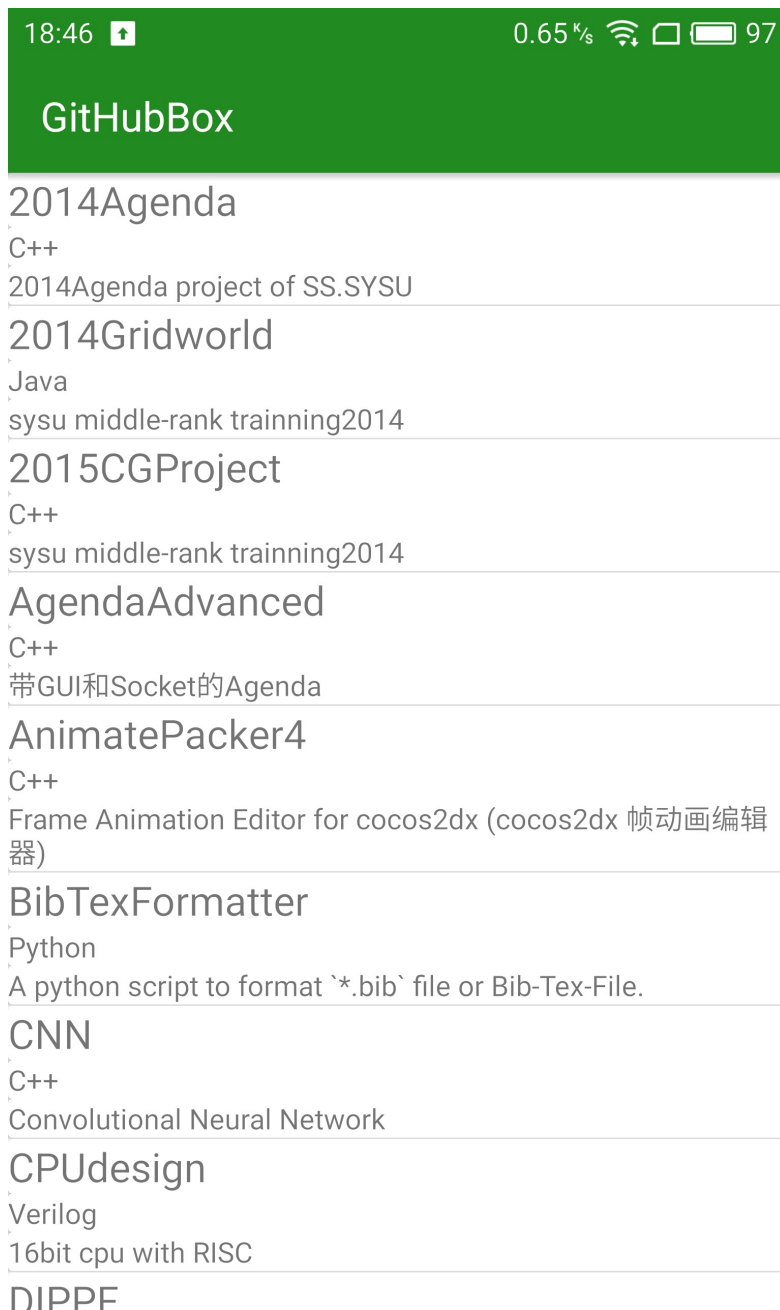 18:46 0.65 K/s 97
GitHubBox
2014Agenda
C++
2014Agenda project of SS.SYSU
2014Gridworld
Java
sysu middle-rank trainning2014
2015CGProject
C++
sysu middle-rank trainning2014
AgendaAdvanced
C++
带GUI和Socket的Agenda
AnimatePacker4
C++
Frame Animation Editor for cocos2dx (cocos2dx 帧动画编辑
器)
BibTexFormatter
Python
A python script to format `*.bib` file or Bib-Tex-File.
CNN
C++
Convolutional Neural Network
CPUdesign
Verilog
16bit cpu with RISC